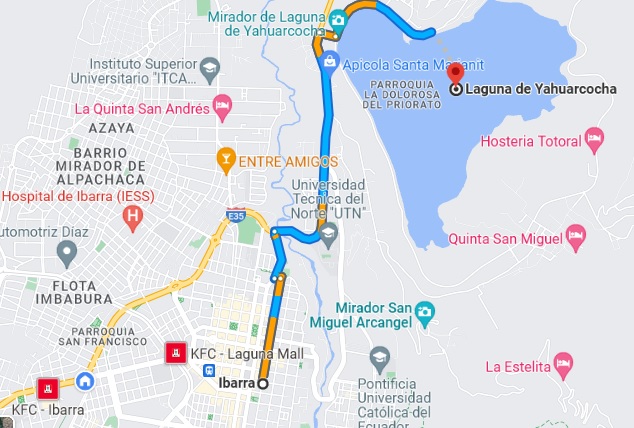 Mirador de Laguna
de Yahuarcocha
Instituto Superior
Universitario "ITCA...
Apicola Santa Mananit
PARROQUIA
LA DOLOROSA
DEL PRIORATO
Laguna de Yahuarcocha
La Quinta San Andrés
AZAYA
Hosteria Totoral
BARRIO
MIRADOR DE
ALPACHACA
ENTRE AMIGOS
Hospital de Ibarra (IESS)
Universidad
Tecnica del
Norte "UTN"
E35
utomotriz Díaz
Quinta San Miguel
FLOTA
IMBABURA
Mirador San
Miguel Arcangel
PARROQUIA
SAN FRANCISCO
KFC - Laguna Mall
La Estelita
Ibarra
KFC - Ibarra
Pontificia
Universidad
Católica del
Ecuador